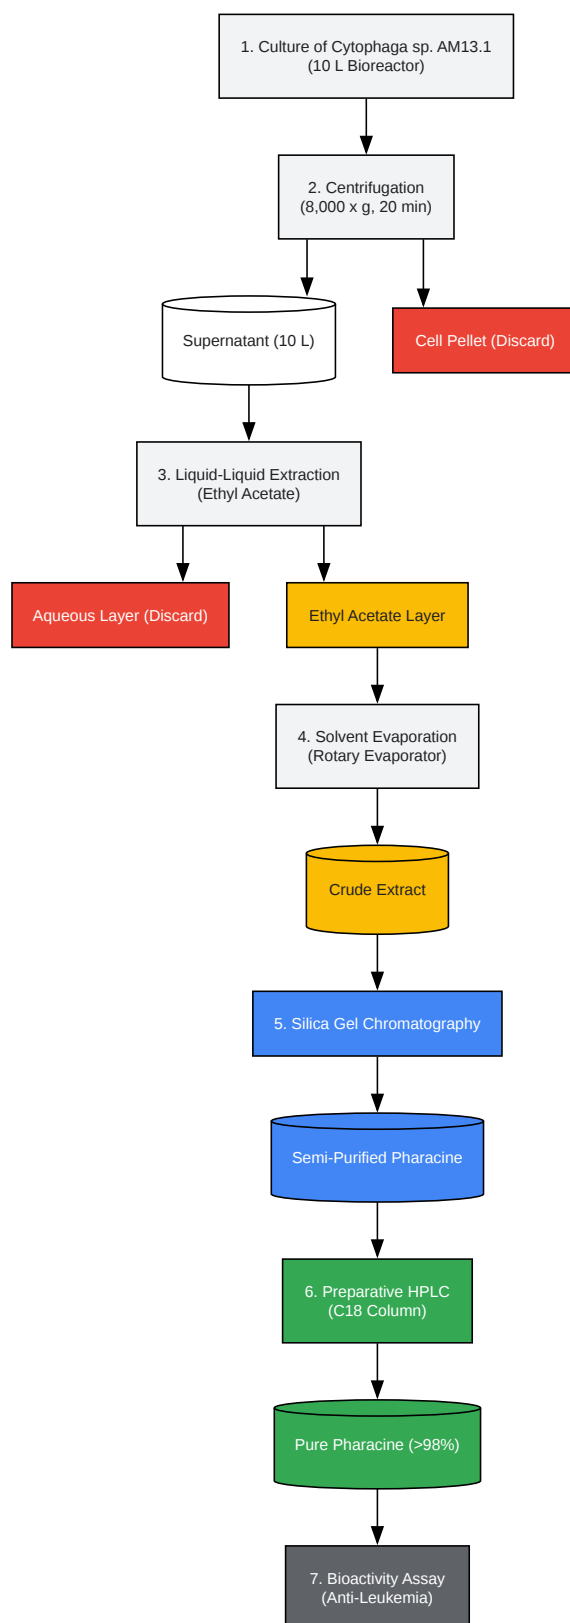 1. Culture of Cytophaga sp. AM13.1
(10 L Bioreactor)
2. Centrifugation
(8,000 x g, 20 min)
Supernatant (10 L)
Cell Pellet (Discard)
3. Liquid-Liquid Extraction
(Ethyl Acetate)
Aqueous Layer (Discard)
Ethyl Acetate Layer
4. Solvent Evaporation
(Rotary Evaporator)
Crude Extract
5. Silica Gel Chromatography
Semi-Purified Pharacine
6. Preparative HPLC
(C18 Column)
Pure Pharacine (>98%)
7. Bioactivity Assay
(Anti-Leukemia)